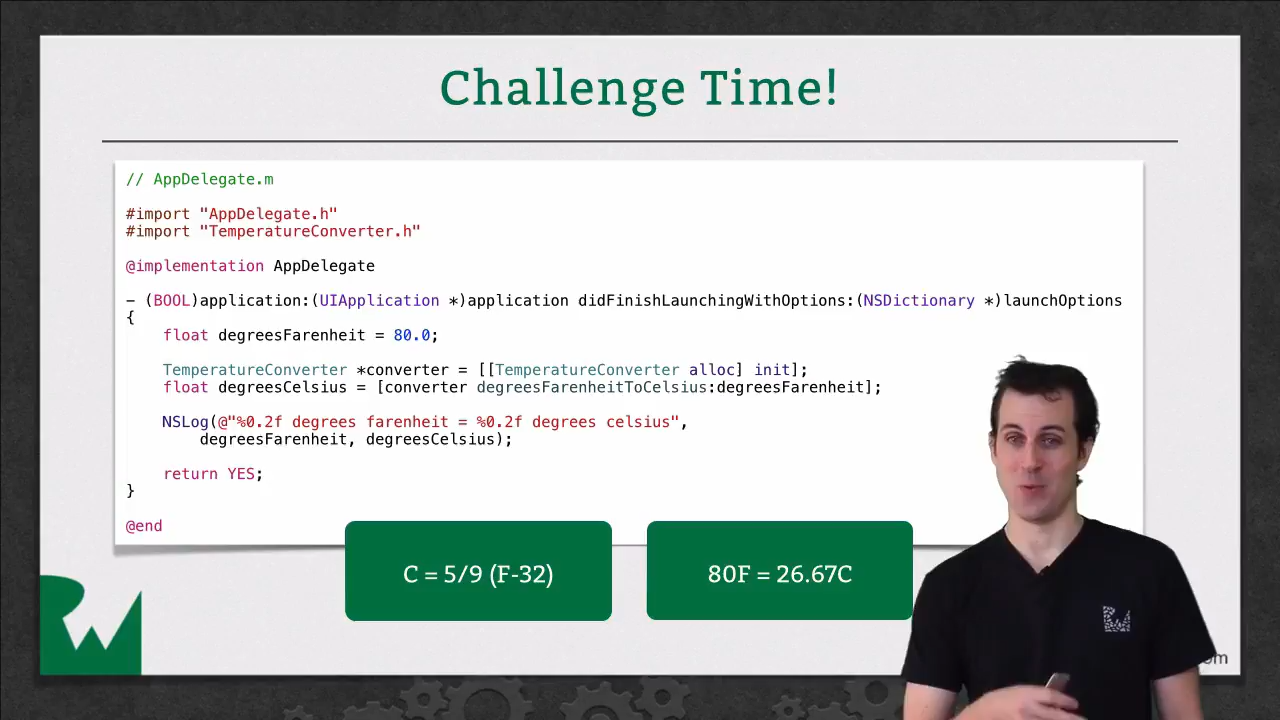 Challenge Time!
// AppDelegate.m
#import "AppDelegate.h"
#import "TemperatureConverter.h"
@implementation AppDelegate
- (BOOL)application:(UIApplication *)application didFinishLaunchingWithOptions:(NSDictionary *)launchOptions
{
float degreesFarenheit = 80.0;
TemperatureConverter *converter = [[TemperatureConverter alloc] init];
float degreesCelsius = [converter degreesFarenheitToCelsius:degreesFarenheit];
NSLog(@"%0.2f degrees farenheit = %0.2f degrees celsius",
degreesFarenheit, degreesCelsius);
return YES;
}
@end
C = 5/9 (F-32)
80F = 26.67C
RW
RW